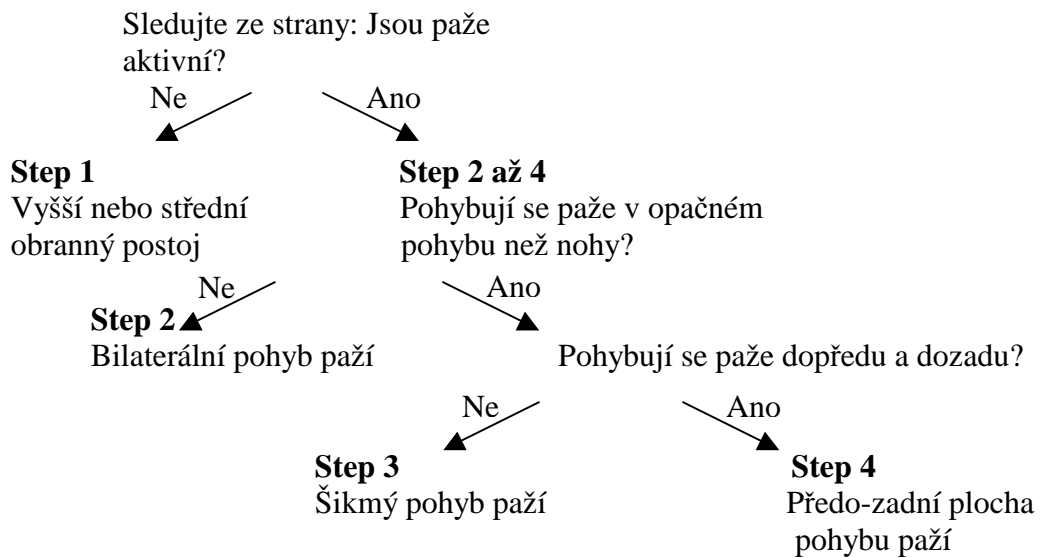 Sledujte ze strany: Jsou paže
aktivní?
Ne
Ano
Step 1
Vyšší nebo střední
obranný postoj
Step 2 až 4
Pohybují se paže v opačném
pohybu než nohy?
Ne
Ano
Step 2
Bilaterální pohyb paží
Pohybují se paže dopředu a dozadu?
Ne
Ano
Step 3
Šikmý pohyb paží
Step 4
Předo-zadní plocha
pohybu paží